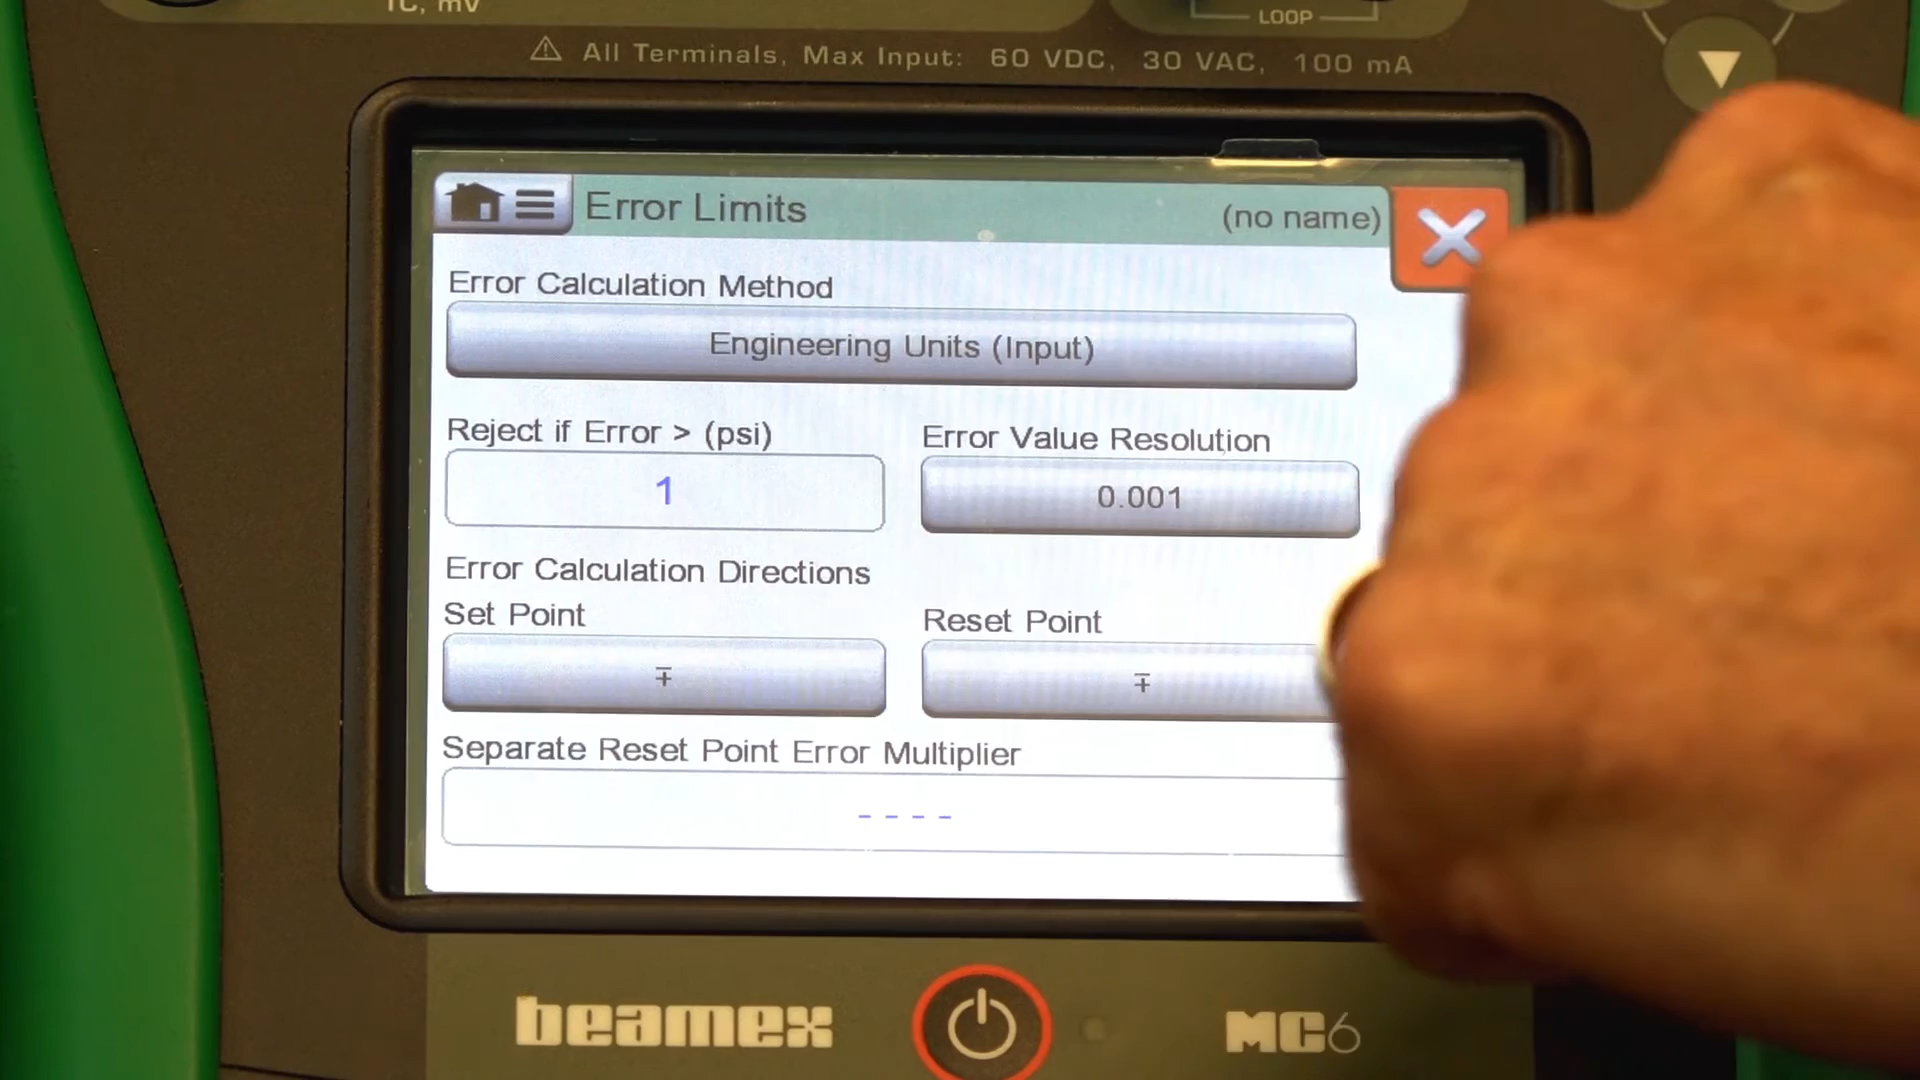 TC, mV
LOOP
All Terminals, Max Input: 60 VDC, 30 VAC, 100 mA
Error Limits
(no name)
Error Calculation Method
Engineering Units (Input)
Reject if Error > (psi)
Error Value Resolution
1
0.001
Error Calculation Directions
Set Point
Reset Point
∓
∓
Separate Reset Point Error Multiplier
- - - -
beamex
MC6